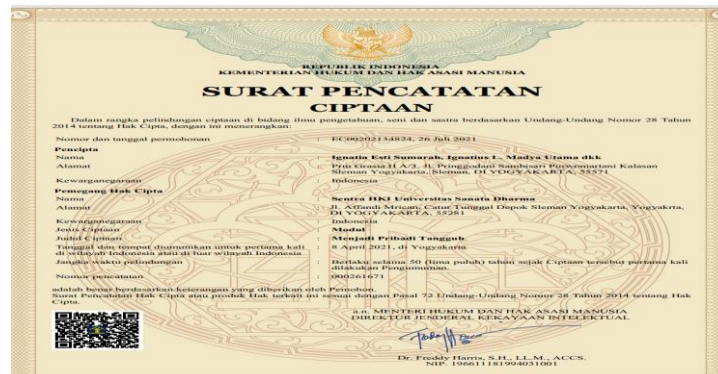 REPUBLIK INDONESIA
KEMENTERIAN HUKUM DAN HAK ASASI MANUSIA
SURAT PENCATATAN
CIPTAAN
Dalam rangka pelindungan ciptaan di bidang ilmu pengetahuan, seni dan sastra berdasarkan Undang-Undang Nomor 28 Tahun
2014 tentang Hak Cipta, dengan ini menerangkan:
Nomor dan tanggal permohonan : EC00202134824, 26 Juli 2021
Pencipta
Nama : Ignatia Esti Sumarah, Ignatius L. Madya Utama dkk
Alamat : Griya II A/3. JL Pringgodani Sambisari Purwomartani Kalasan
Sleman Yogyakarta, Sleman, DI YOGYAKARTA, 55571
Kewarganegaraan : Indonesia
Pemegang Hak Cipta
Nama : Sentra HKI Universitas Sanata Dharma
Alamat : Jl. Affandi Mrican, Catur Tunggal Depok Sleman Yogyakarta, Yogyakrta,
DI YOGYAKARTA, 55281
Kewarganegaraan : Indonesia
Jenis Ciptaan : Modul
Judul Ciptaan : Menjadi Pribadi Tangguh
Tanggal dan tempat diumumkan untuk pertama kali : 8 April 2021, di Yogyakarta
di wilayah Indonesia atau di luar wilayah Indonesia
Jangka waktu pelindungan : Berlaku selama 50 (lima puluh) tahun sejak Ciptaan tersebut pertama kali
dilakukan Pengumuman.
Nomor pencatatan : 000261671
adalah benar berdasarkan keterangan yang diberikan oleh Pemohon.
Surat Pencatatan Hak Cipta atau produk Hak terkait ini sesuai dengan Pasal 72 Undang-Undang Nomor 28 Tahun 2014 tentang Hak
Cipta.
a.n. MENTERI HUKUM DAN HAK ASASI MANUSIA
DIREKTUR JENDERAL KEKAYAAN INTELEKTUAL
Dr. Freddy Harris, S.H., LL.M., ACCS.
NIP. 196611181994031001